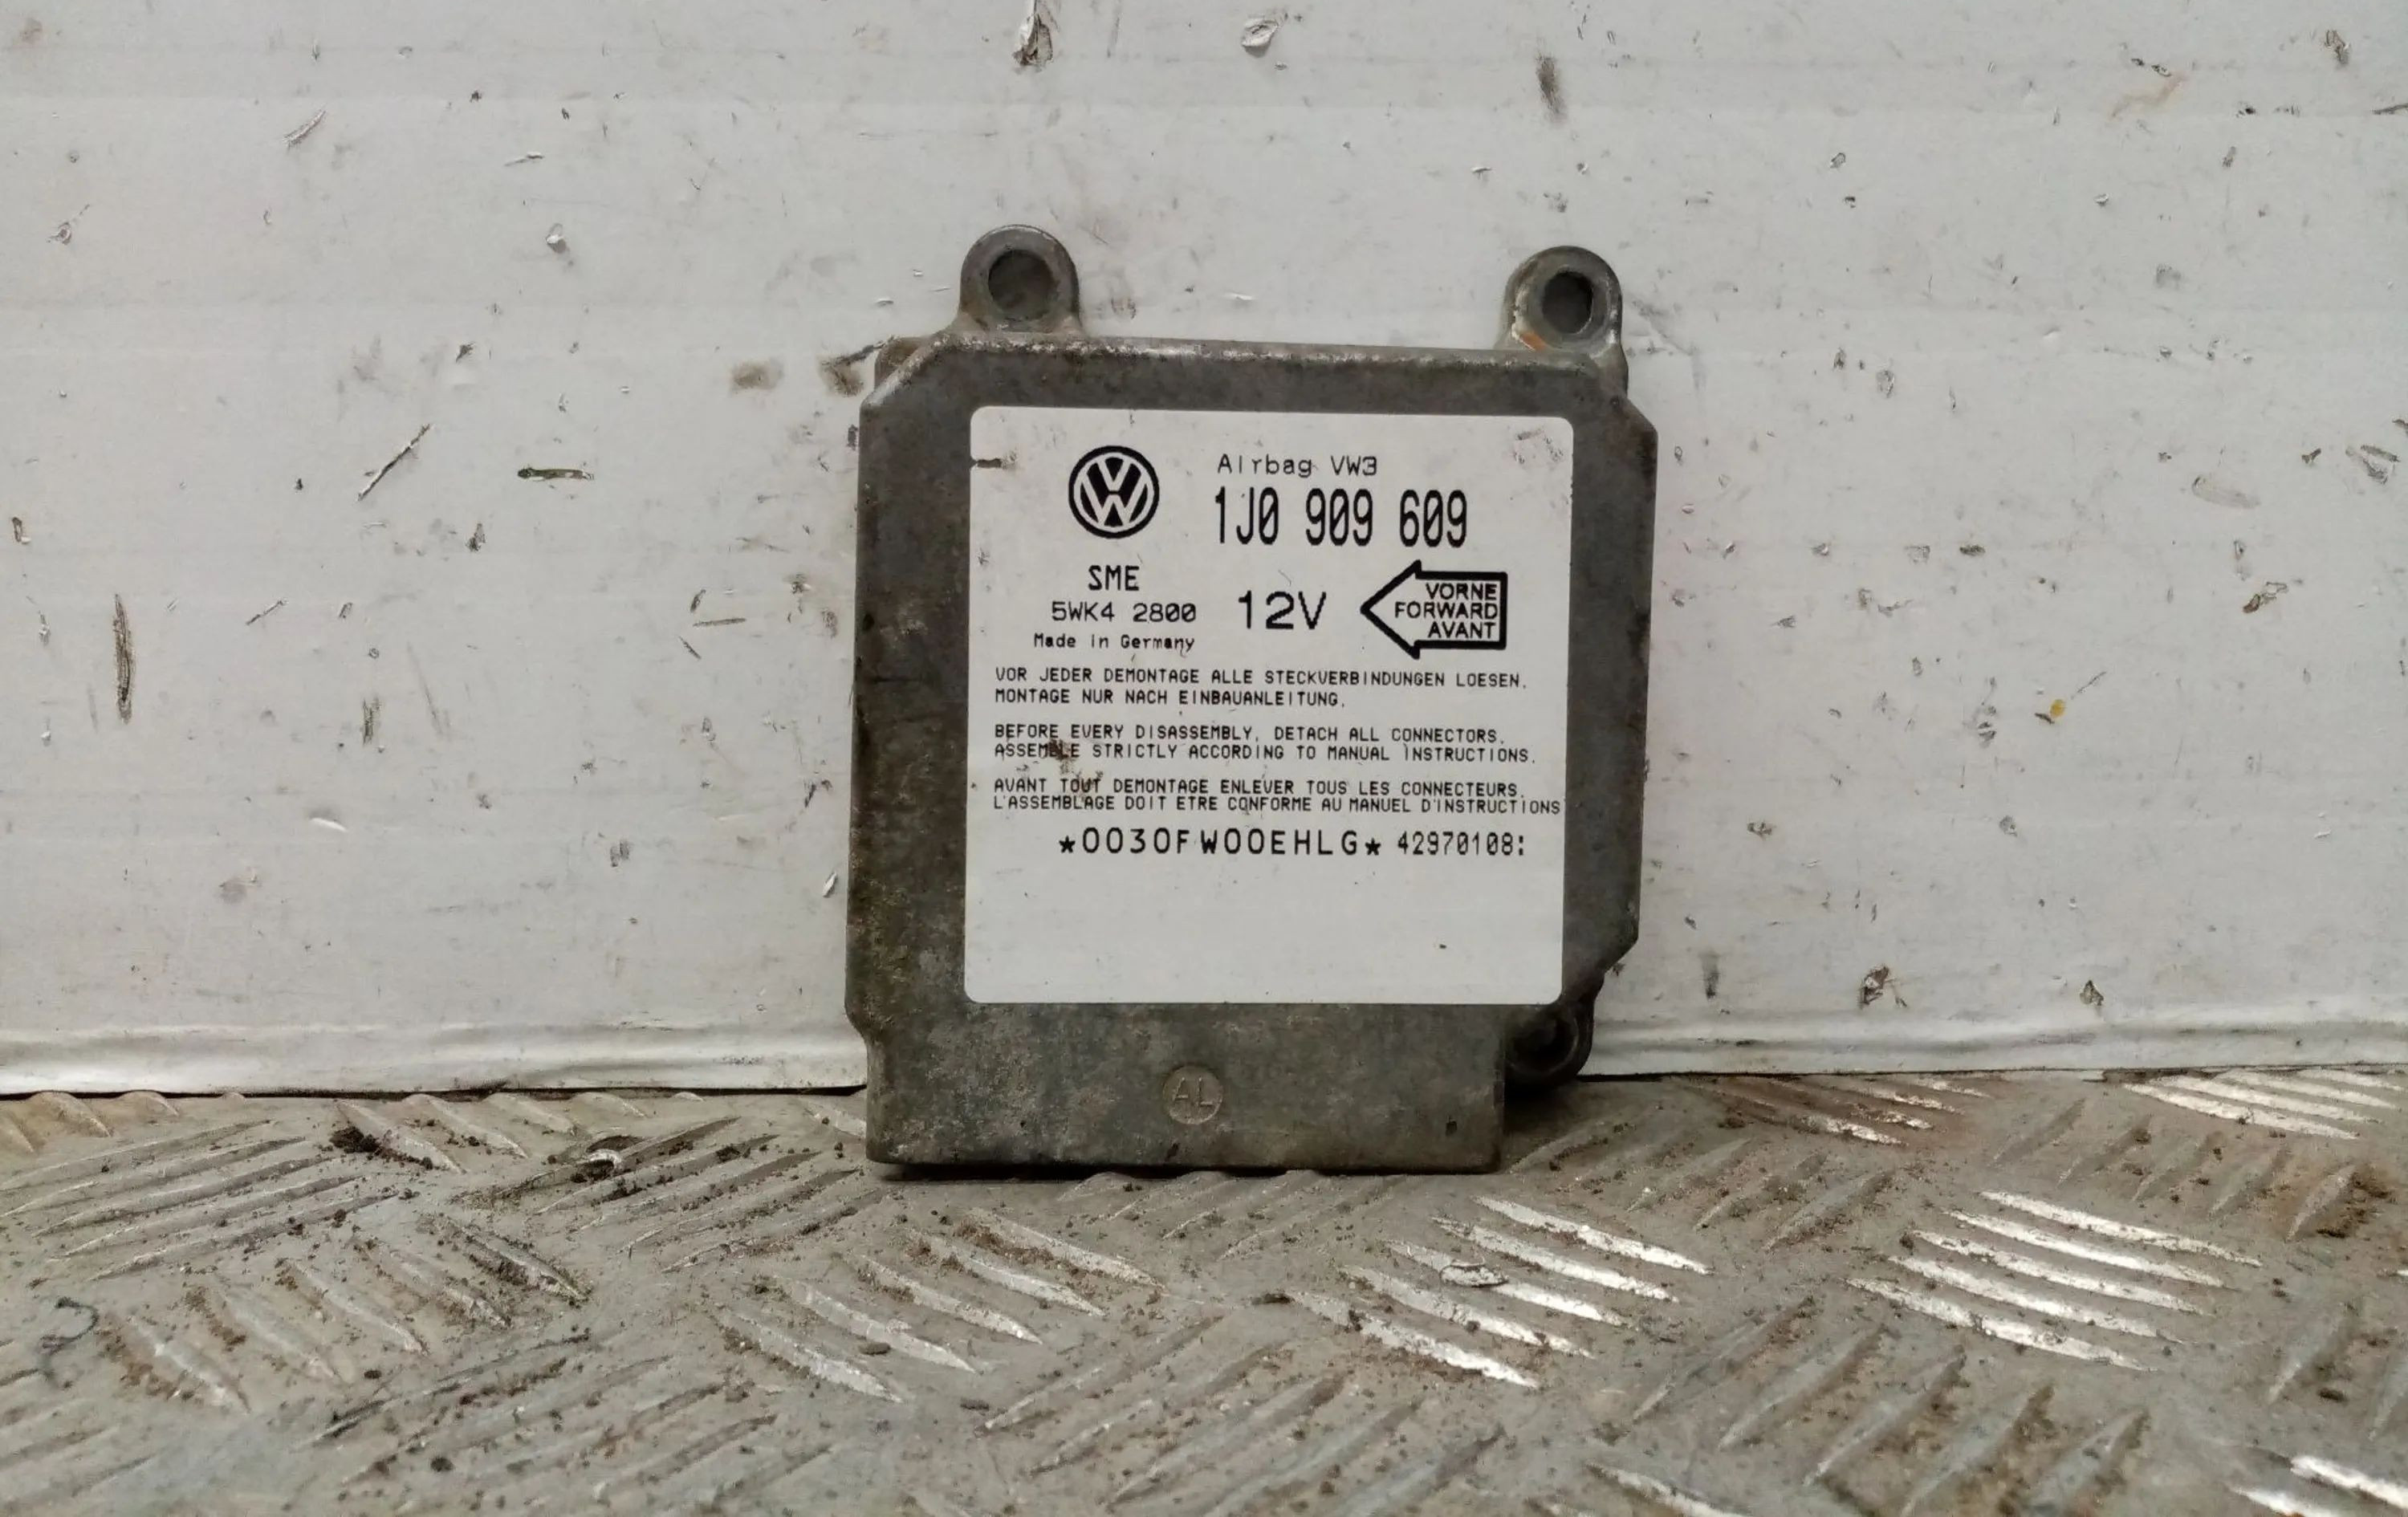 Airbag VW3
1J0 909 609
SME
5WK4 2800
12V
VORNE
FORWARD
AVANT
Made in Germany
VOR JEDER DEMONTAGE ALLE STECKVERBINDUNGEN LOESEN.
MONTAGE NUR NACH EINBAUANLEITUNG.
BEFORE EVERY DISASSEMBLY, DETACH ALL CONNECTORS.
ASSEMBLE STRICTLY ACCORDING TO MANUAL INSTRUCTIONS.
AVANT TOUT DEMONTAGE ENLEVER TOUS LES CONNECTEURS.
L'ASSEMBLAGE DOIT ETRE CONFORME AU MANUEL D'INSTRUCTIONS
*0030FW00EHLG* 42970108:
AL